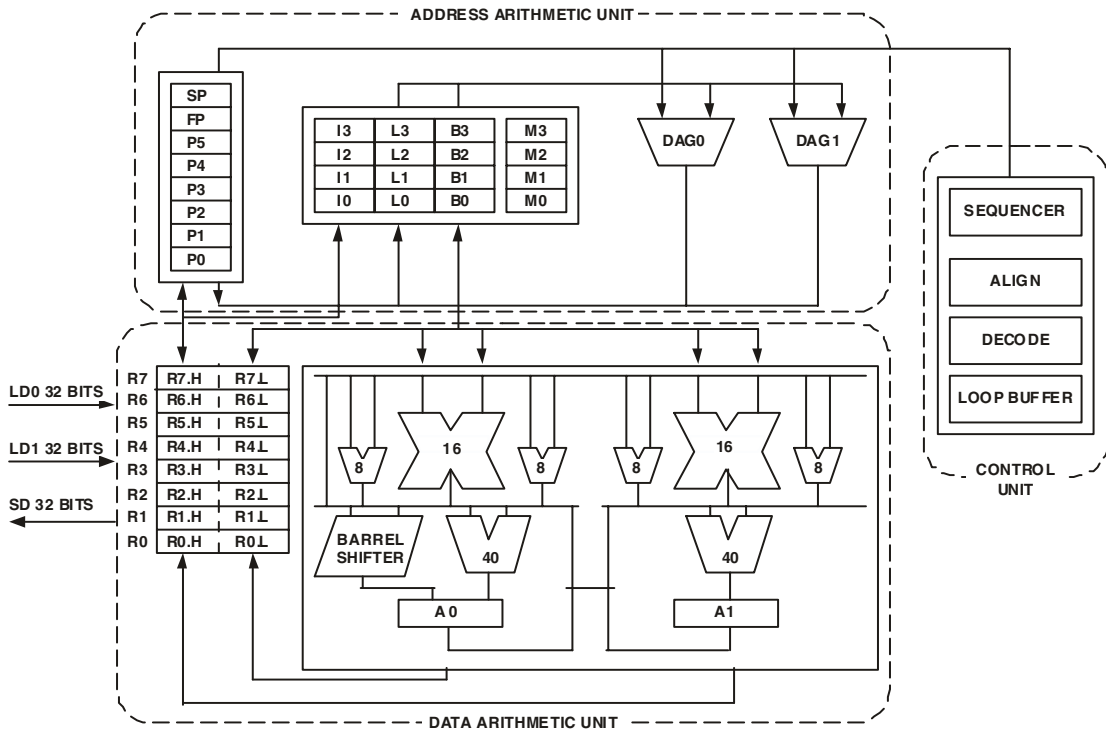 ADDRESS ARITHMETIC UNIT
SP
FP
P5
P4
P3
P2
P1
P0
I3 L3 B3 M3
I2 L2 B2 M2
I1 L1 B1 M1
I0 L0 B0 M0
DAG0
DAG1
SEQUENCER
ALIGN
DECODE
LOOP BUFFER
CONTROL
UNIT
LD0 32 BITS
LD1 32 BITS
SD 32 BITS
R7 R7.H R7.L
R6 R6.H R6.L
R5 R5.H R5.L
R4 R4.H R4.L
R3 R3.H R3.L
R2 R2.H R2.L
R1 R1.H R1.L
R0 R0.H R0.L
8 16 8 8 16 8
BARREL
SHIFTER
40
40
A0
A1
DATA ARITHMETIC UNIT